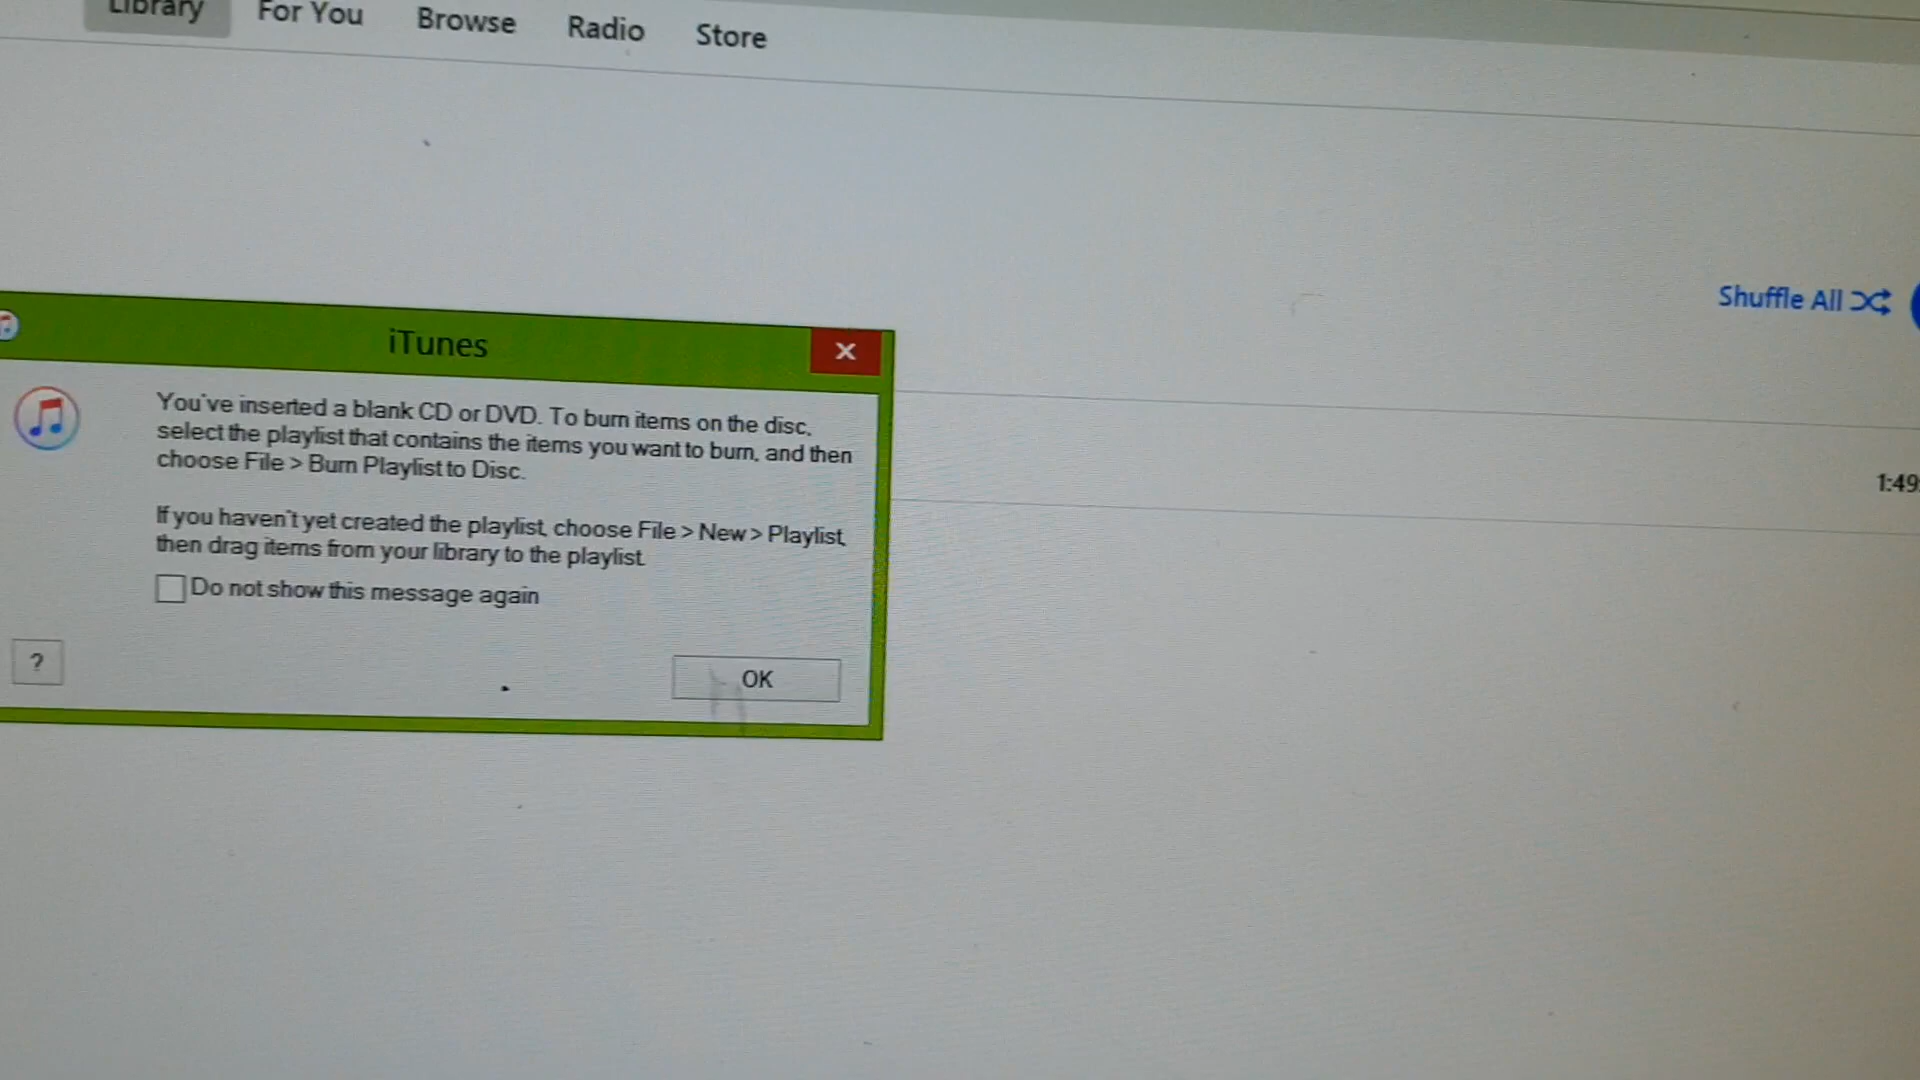 Library For You Browse Radio Store
Shuffle All
iTunes
You've inserted a blank CD or DVD. To burn items on the disc,
select the playlist that contains the items you want to burn, and then
choose File > Burn Playlist to Disc.
If you haven't yet created the playlist, choose File > New > Playlist,
then drag items from your library to the playlist.
Do not show this message again
1:49
?
OK